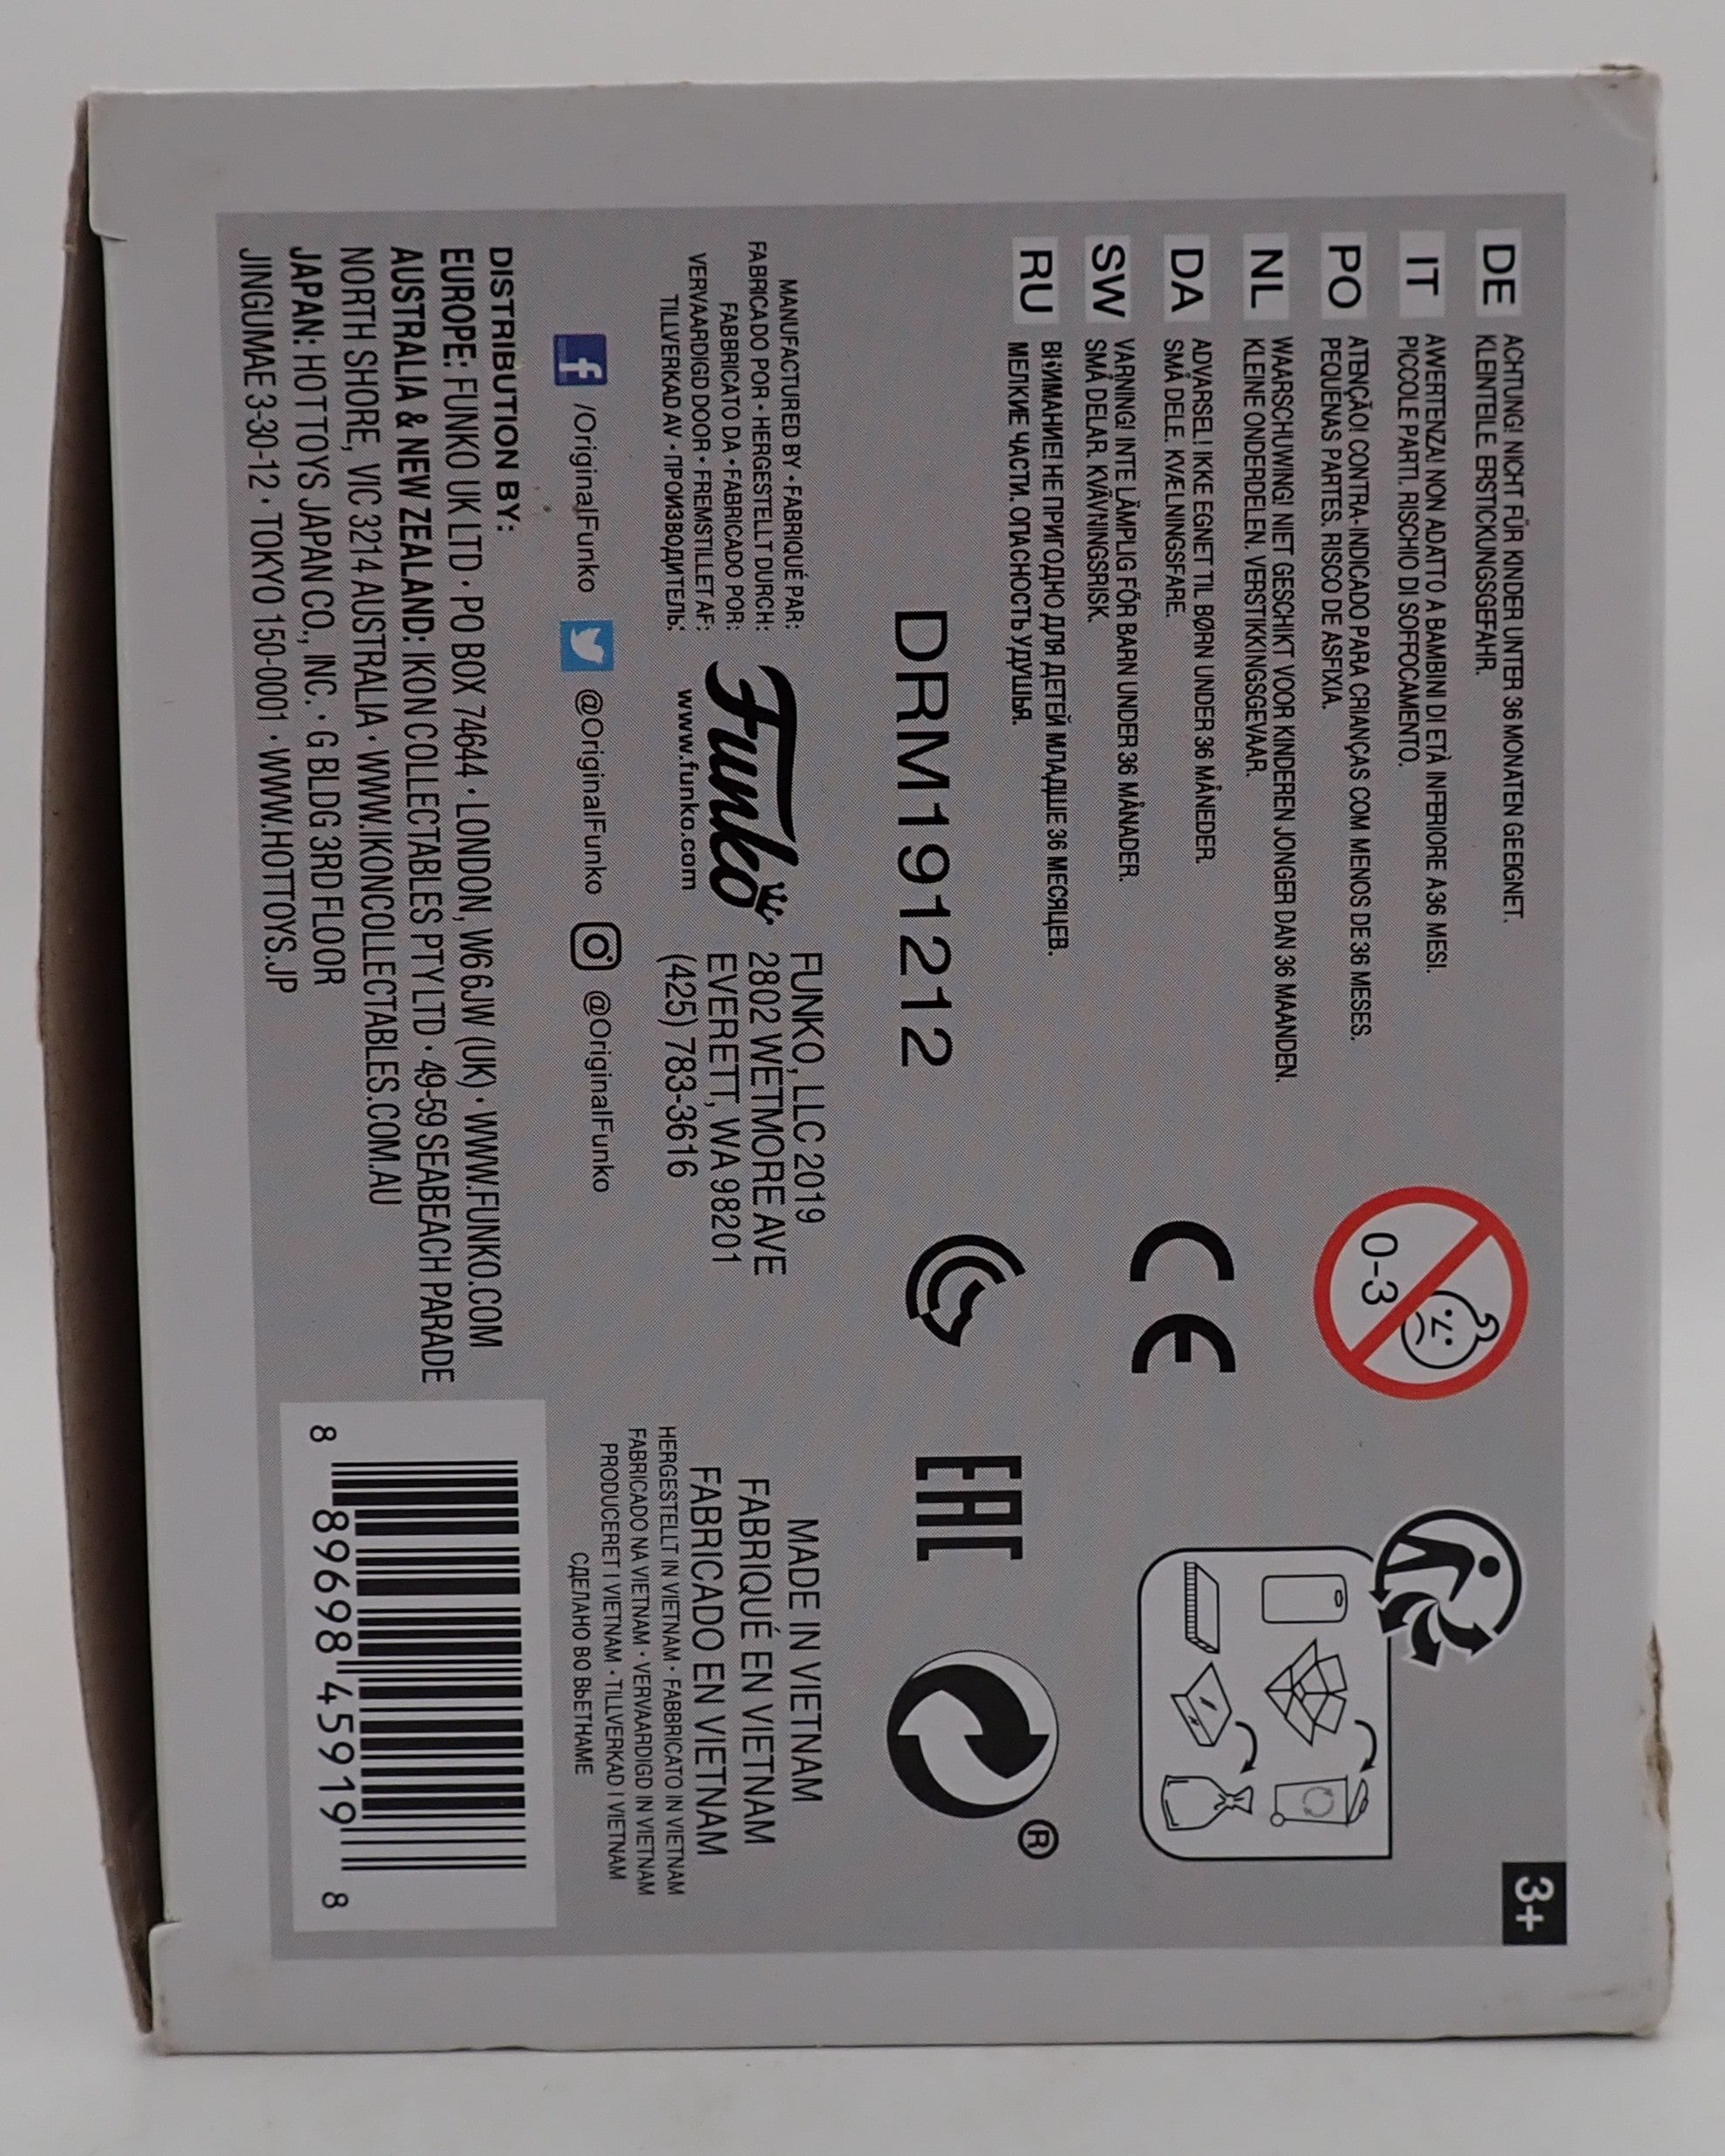 3+
DE ACHTUNG! NICHT FÜR KINDER UNTER 36 MONATEN GEEIGNET.
KLEINTEILE. ERSTICKUNGSGEFAHR.
IT AWERTENZA! NON ADATTO A BAMBINI DI ETÀ INFERIORE A 36 MESI.
PICCOLE PARTI. RISCHIO DI SOFFOCAMENTO.
PO ATENÇÃO! CONTRA-INDICADO PARA CRIANÇAS COM MENOS DE 36 MESES.
PEQUENAS PARTES. RISCO DE ASFIXIA.
NL WAARSCHUWING! NIET GESCHIKT VOOR KINDEREN JONGER DAN 36 MAANDEN.
KLEINE ONDERDELEN. VERSTIKKINGSGEVAAR.
DA ADVARSEL! IKKE EGNET TIL BØRN UNDER 36 MÅNEDER.
SMÅ DELE. KVÆLNINGSFARE.
SW VARNING! INTE LÄMPLIG FÖR BARN UNDER 36 MÅNADER.
SMÅ DELAR. KVÄVNINGSRISK.
RU ВНИМАНИЕ! НЕ ПРИГОДНО ДЛЯ ДЕТЕЙ МЛАДШЕ 36 МЕСЯЦЕВ.
МЕЛКИЕ ЧАСТИ. ОПАСНОСТЬ УДУШЬЯ.
0-3
CE
EAC
®
DRM191212
MANUFACTURED BY • FABRIQUÉ PAR:
FABRICADO POR • HERGESTELLT DURCH:
FABBRICATO DA • FABRICADO POR:
VERVAARDIGD DOOR • FREMSTILLET AF:
TILLVERKAD AV • ПРОИЗВОДИТЕЛЬ:
Funko
www.funko.com
FUNKO, LLC 2019
2802 WETMORE AVE
EVERETT, WA 98201
(425) 783-3616
MADE IN VIETNAM
FABRIQUÉ EN VIETNAM
FABRICADO EN VIETNAM
HERGESTELLT IN VIETNAM • FABBRICATO IN VIETNAM
FABRICADO NA VIETNAM • VERVAARDIGD IN VIETNAM
PRODUCERET I VIETNAM • TILLVERKAD I VIETNAM
СДЕЛАНО ВО ВЬЕТНАМЕ
f /OriginalFunko @OriginalFunko @OriginalFunko
DISTRIBUTION BY:
EUROPE: FUNKO UK LTD • PO BOX 74644 • LONDON, W6 6JW (UK) • WWW.FUNKO.COM
AUSTRALIA & NEW ZEALAND: IKON COLLECTABLES PTY LTD • 49-59 SEABEACH PARADE
NORTH SHORE, VIC 3214 AUSTRALIA • WWW.IKONCOLLECTABLES.COM.AU
JAPAN: HOT TOYS JAPAN CO., INC. • G BLDG 3RD FLOOR
JINGUMAE 3-30-12 • TOKYO 150-0001 • WWW.HOTTOYS.JP
8 89698 45919 8